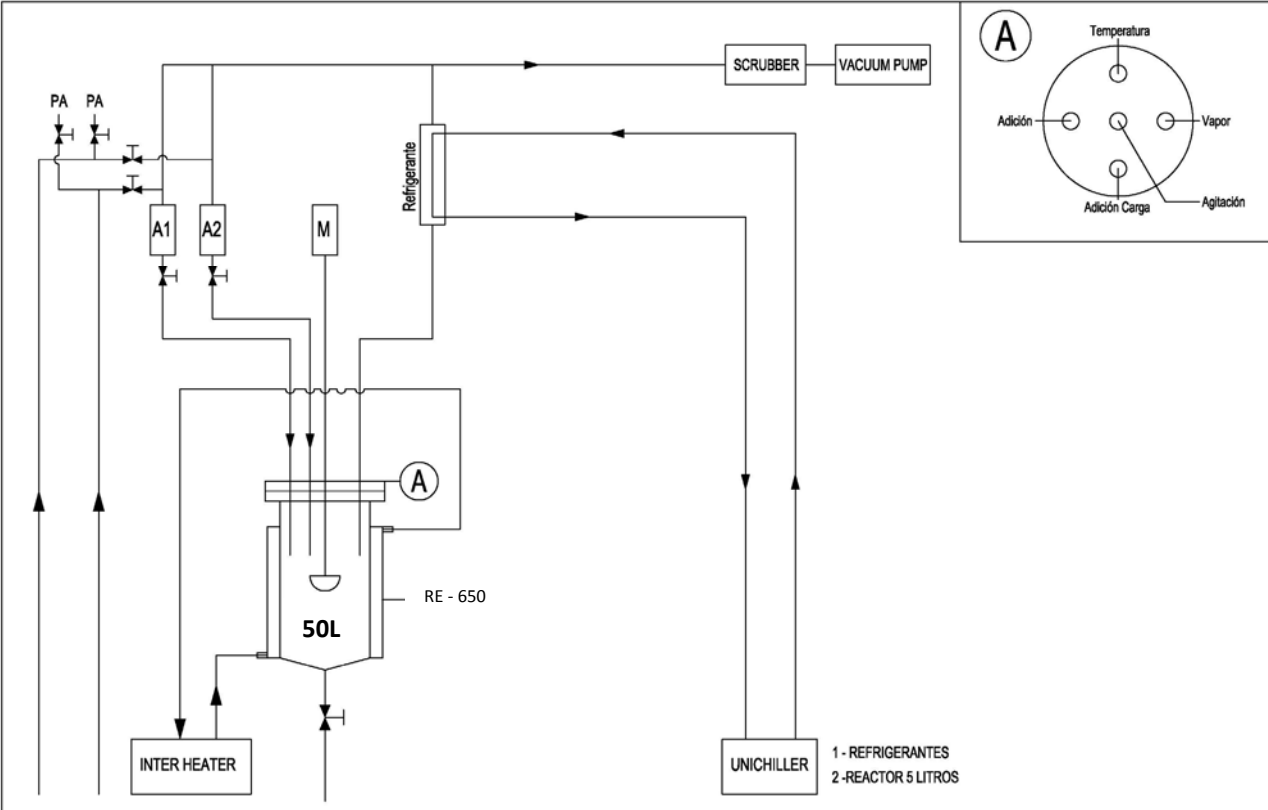 SCRUBBER
VACUUM PUMP
A
Temperatura
Adición
Vapor
Adición Carga
Agitación
PA
PA
Refrigerante
A1
A2
M
A
RE - 650
50L
INTER HEATER
UNICHILLER
1 - REFRIGERANTES
2 -REACTOR 5 LITROS